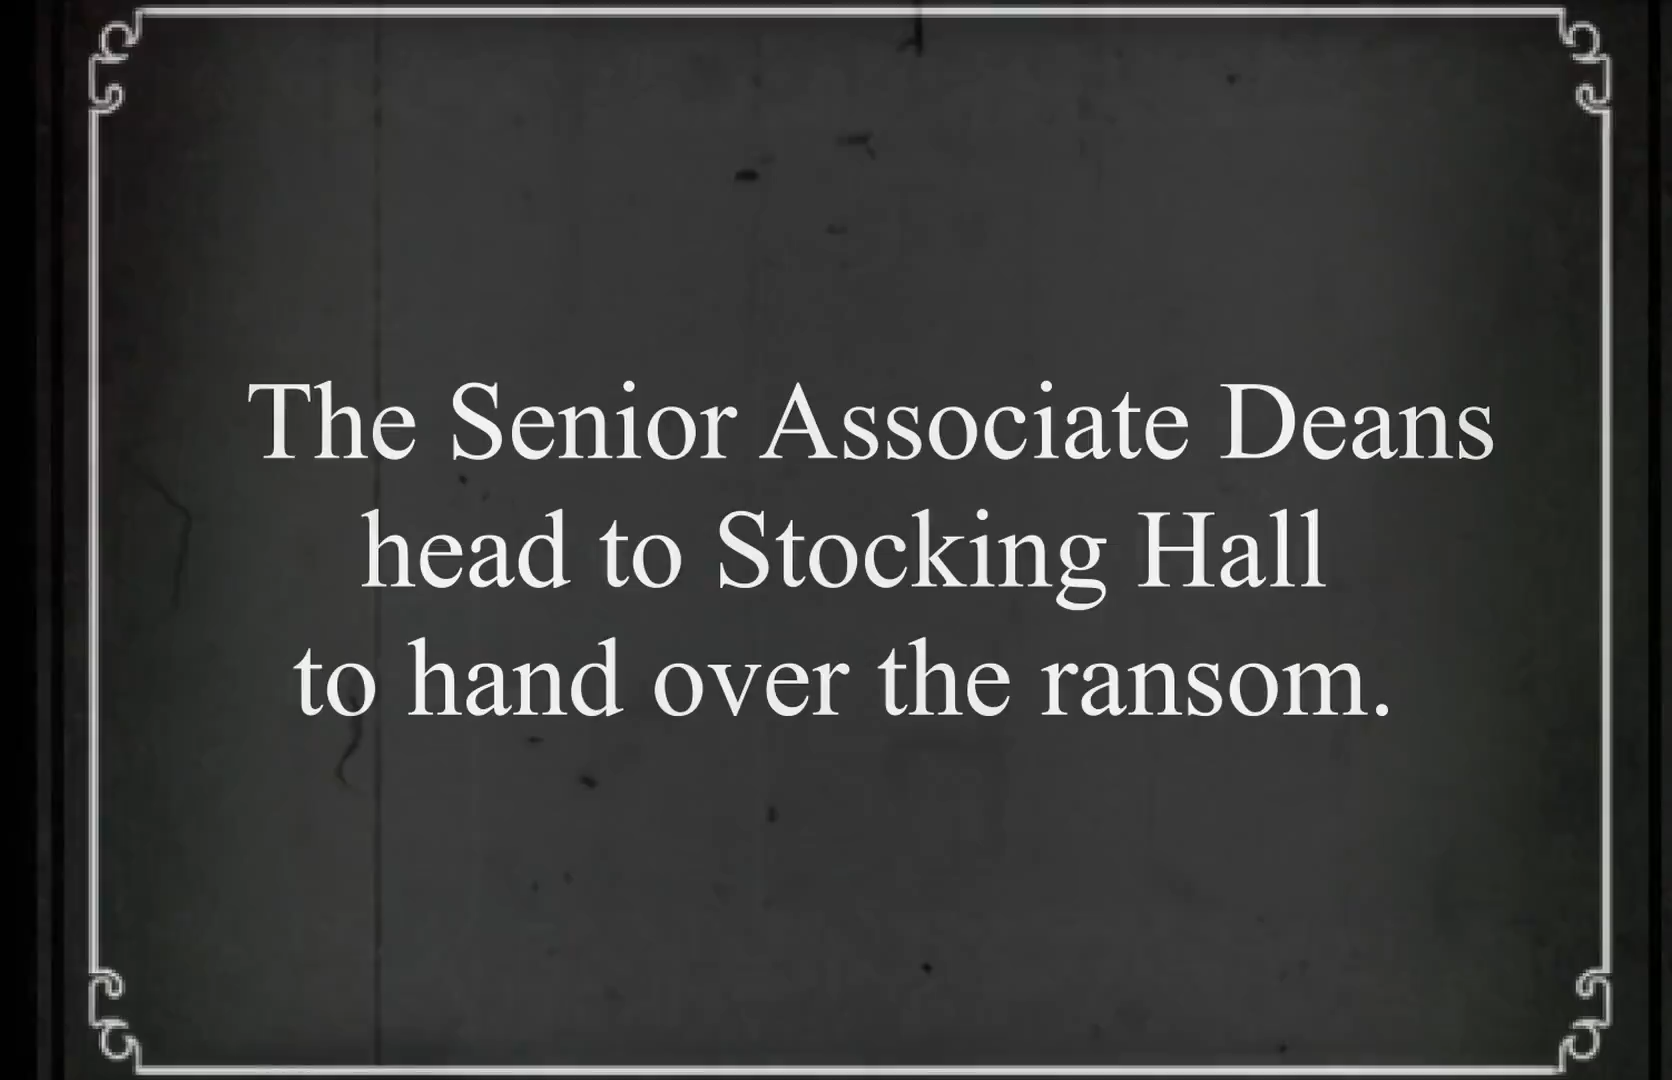 The Senior Associate Deans
head to Stocking Hall
to hand over the ransom.